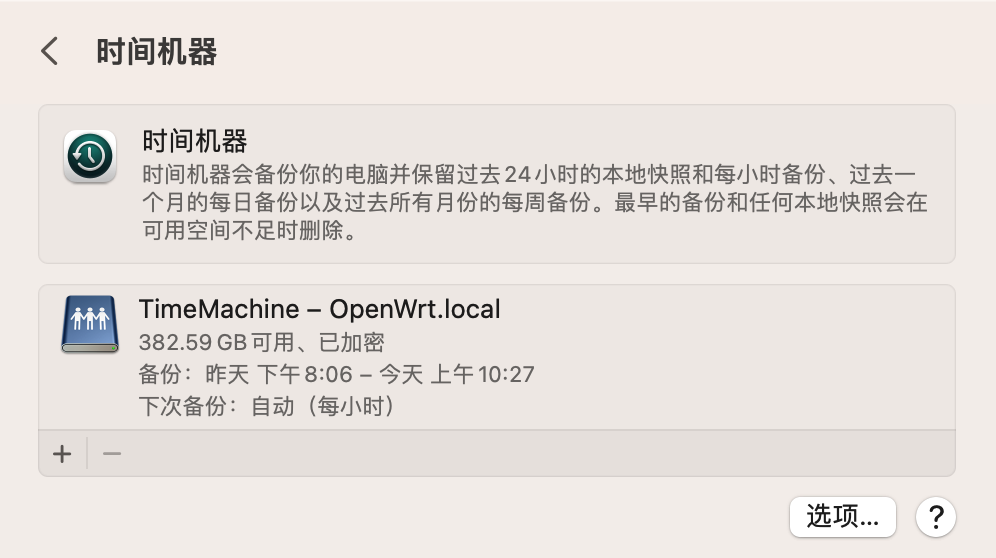 时间机器
时间机器
时间机器会备份你的电脑并保留过去24小时的本地快照和每小时备份、过去一
个月的每日备份以及过去所有月份的每周备份。最早的备份和任何本地快照会在
可用空间不足时删除。
TimeMachine – OpenWrt.local
382.59 GB可用、已加密
备份：昨天 下午8:06 – 今天 上午10:27
下次备份：自动（每小时）
选项...
?